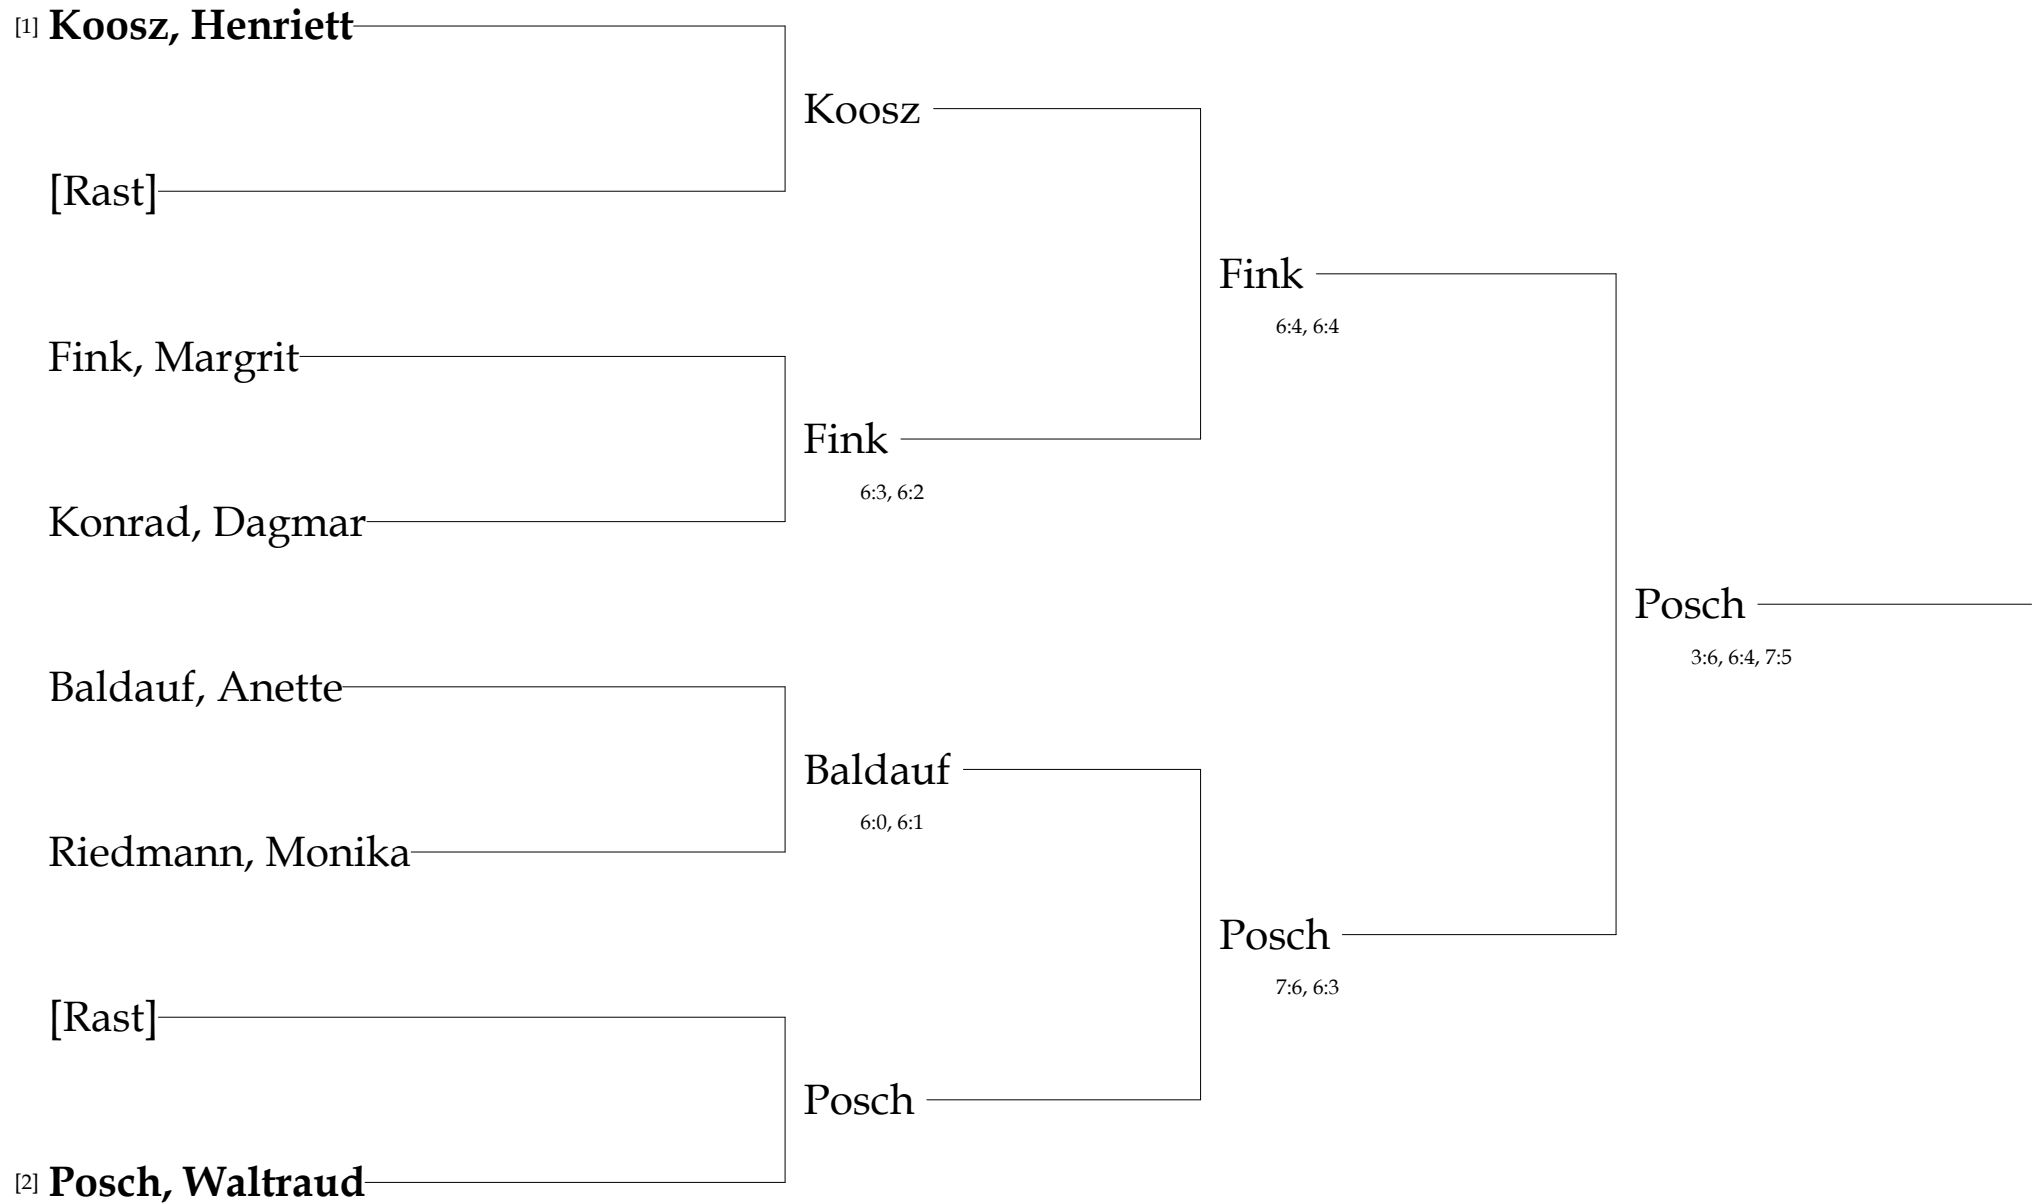 [1] Koosz, Henriett
[Rast]
Fink, Margrit
Konrad, Dagmar
Baldauf, Anette
Riedmann, Monika
[Rast]
[2] Posch, Waltraud
Koosz
Fink
6:3, 6:2
Baldauf
6:0, 6:1
Posch
Fink
6:4, 6:4
Posch
7:6, 6:3
Posch
3:6, 6:4, 7:5